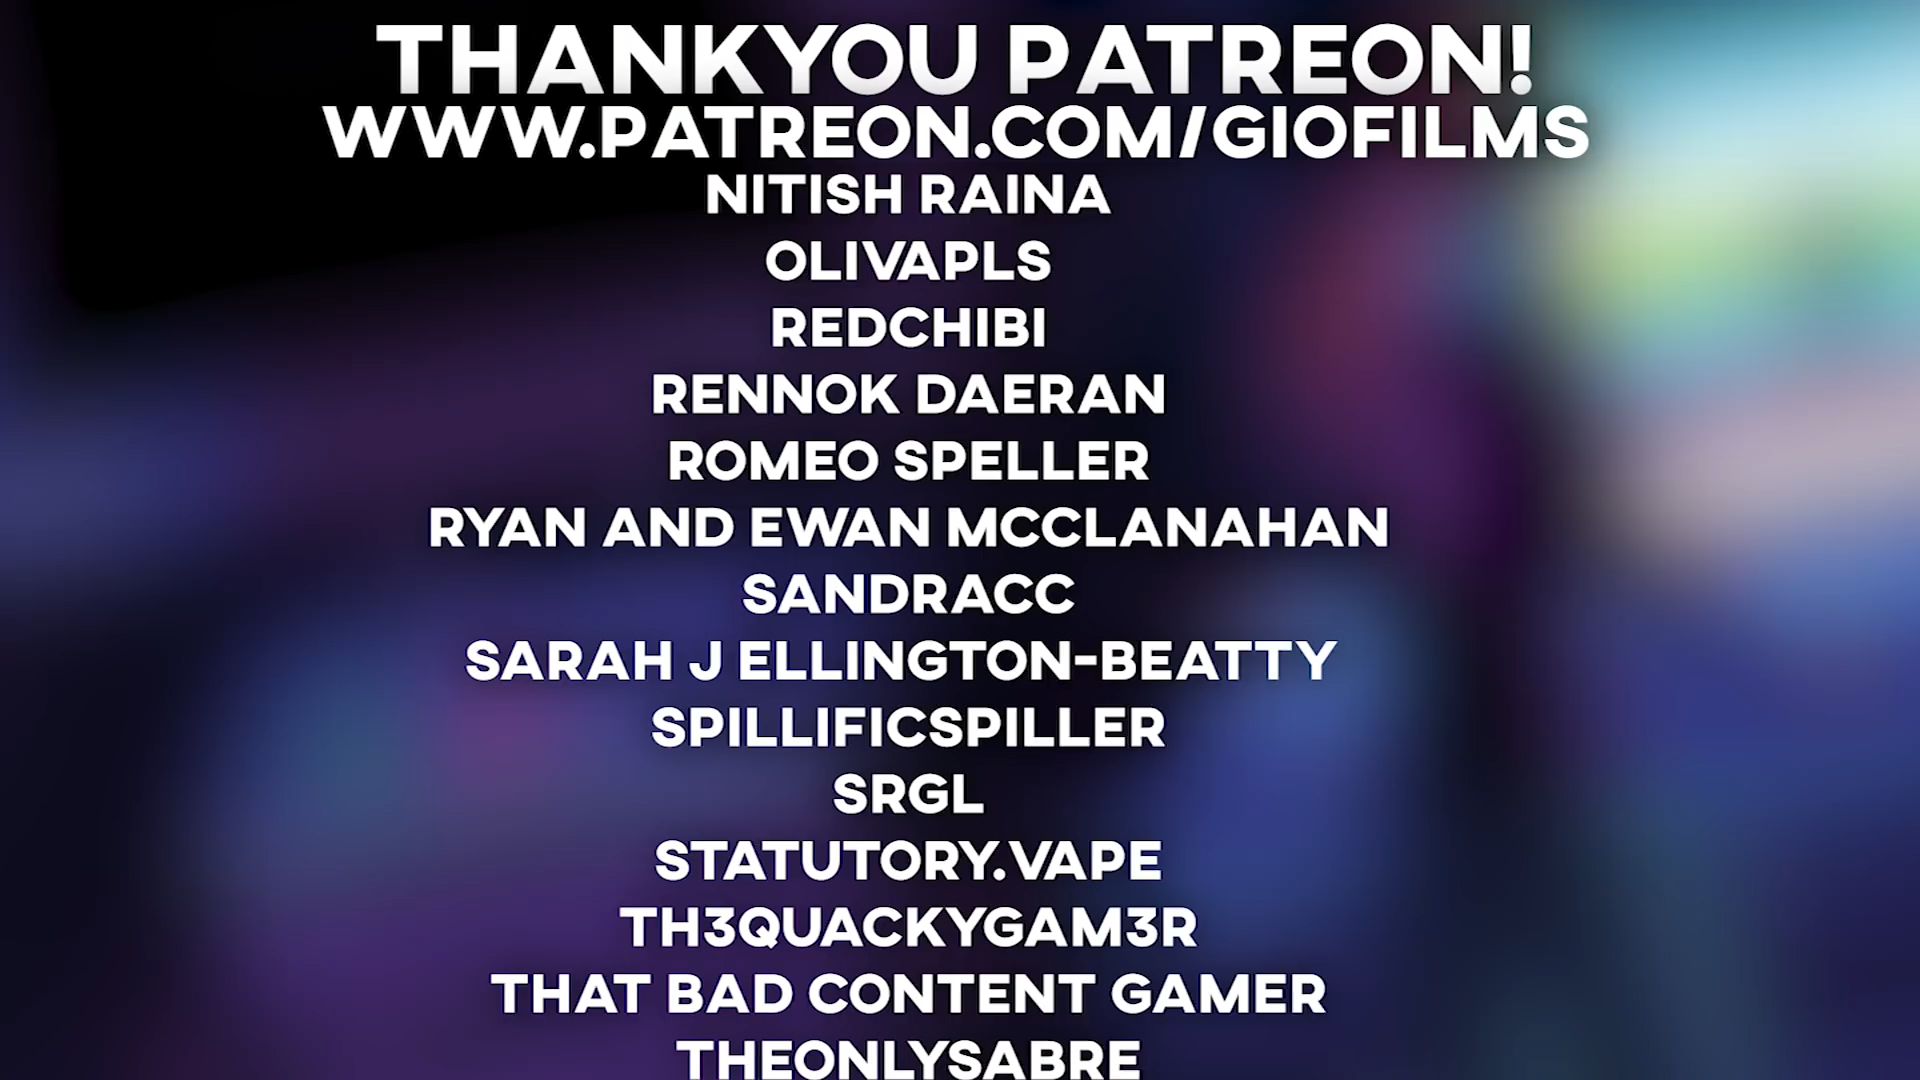 THANKYOU PATREON!
WWW.PATREON.COM/GIOFILMS
NITISH RAINA
OLIVAPLS
REDCHIBI
RENNOK DAERAN
ROMEO SPELLER
RYAN AND EWAN MCCLANAHAN
SANDRACC
SARAH J ELLINGTON-BEATTY
SPILLIFICSPILLER
SRGL
STATUTORY.VAPE
TH3QUACKYGAM3R
THAT BAD CONTENT GAMER
THEONLYSABRE